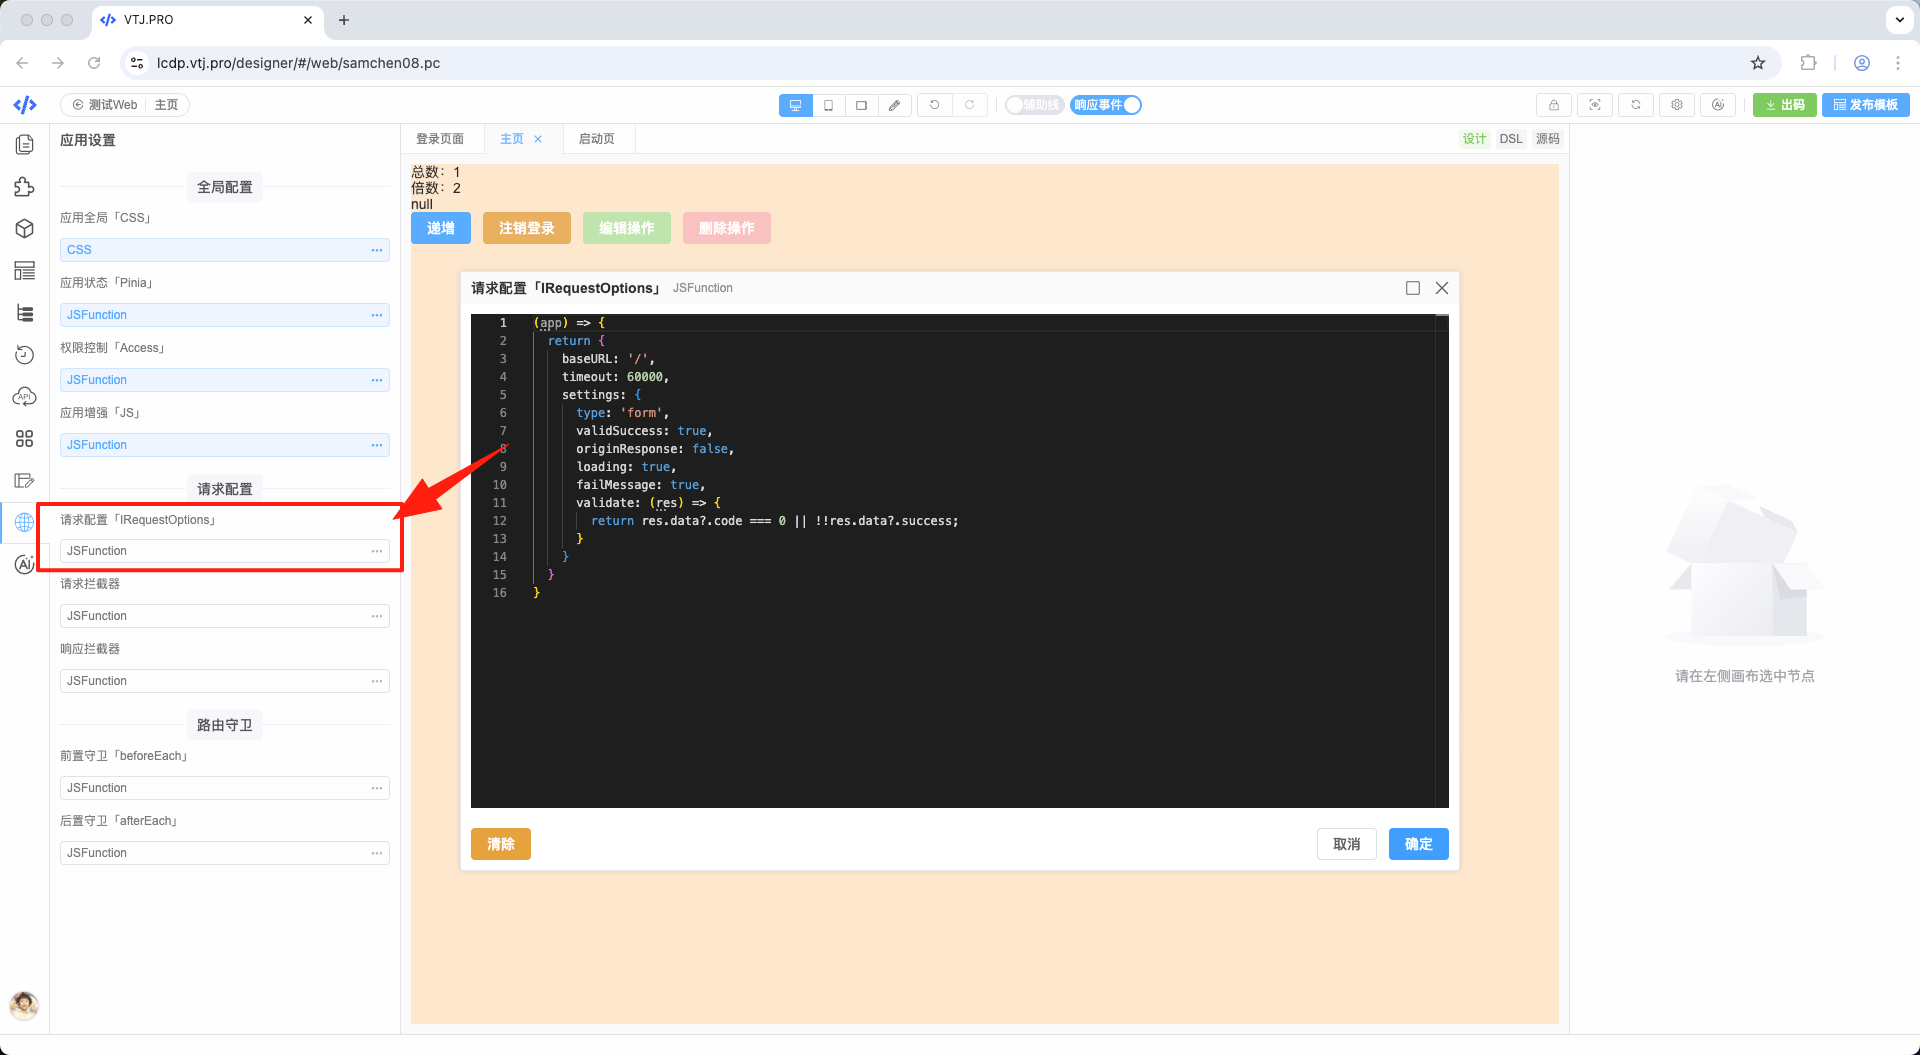 VTJ.PRO
lcdp.vtj.pro/designer/#/web/samchen08.pc
测试Web 主页
辅助线 响应事件
出码 发布模板
应用设置
全局配置
应用全局「CSS」
CSS
应用状态「Pinia」
JSFunction
权限控制「Access」
JSFunction
应用增强「JS」
JSFunction
请求配置
请求配置「IRequestOptions」
JSFunction
请求拦截器
JSFunction
响应拦截器
JSFunction
路由守卫
前置守卫「beforeEach」
JSFunction
后置守卫「afterEach」
JSFunction
API
AI
登录页面 主页 启动页
设计 DSL 源码
总数：1
倍数：2
null
递增 注销登录 编辑操作 删除操作
请求配置「IRequestOptions」 JSFunction
1 (app) => {
2 return {
3 baseURL: '/',
4 timeout: 60000,
5 settings: {
6 type: 'form',
7 validSuccess: true,
8 originResponse: false,
9 loading: true,
10 failMessage: true,
11 validate: (res) => {
12 return res.data?.code === 0 || !!res.data?.success;
13 }
14 }
15 }
16 }
清除 取消 确定
请在左侧画布选中节点